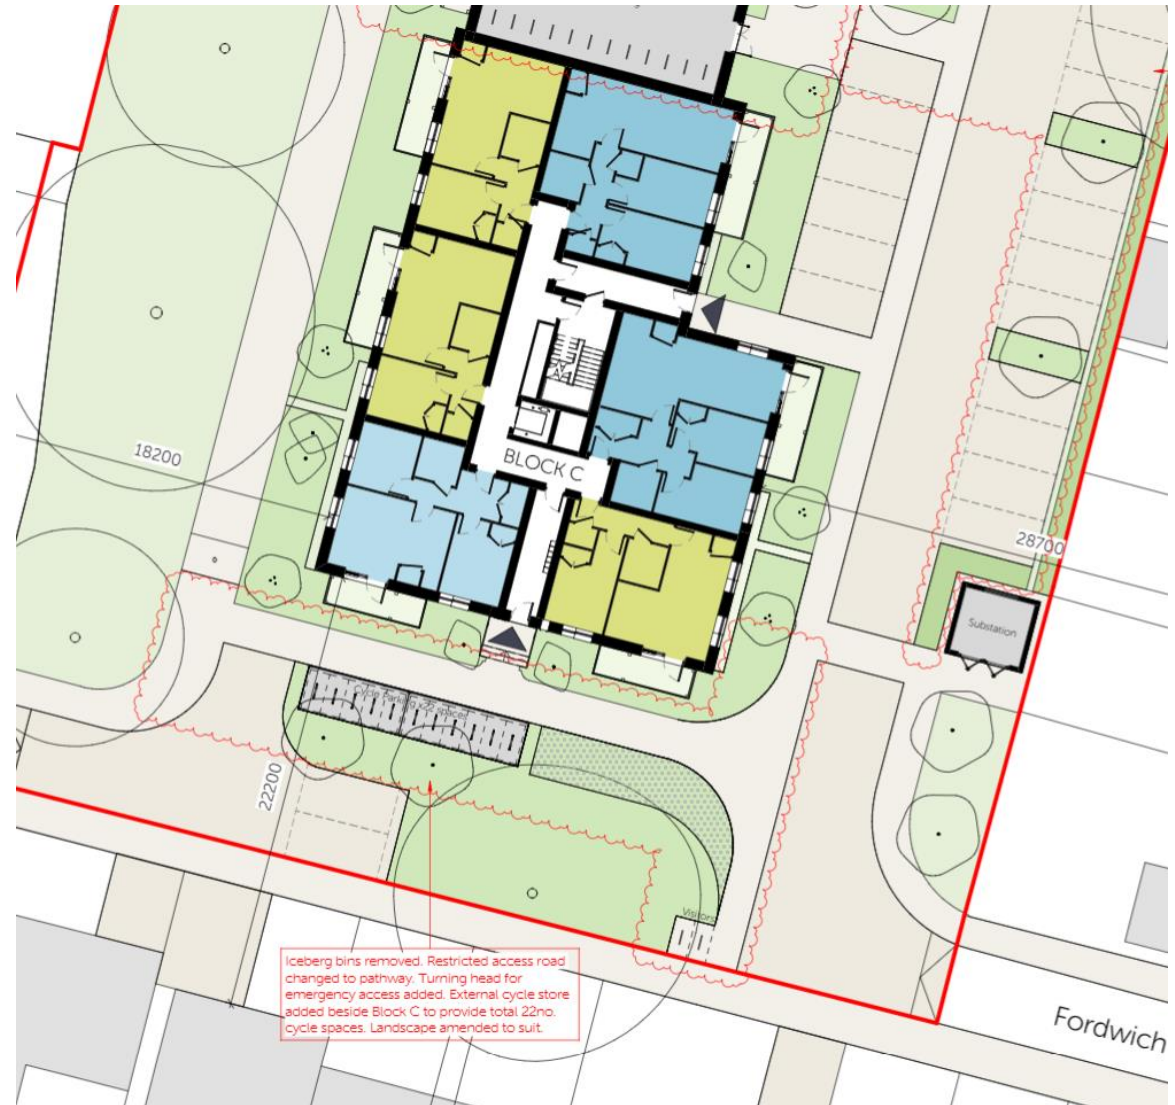 18200
BLOCK C
28700
Substation
Cycle Parking x22 spaces
22200
Visitors
Iceberg bins removed. Restricted access road
changed to pathway. Turning head for
emergency access added. External cycle store
added beside Block C to provide total 22no.
cycle spaces. Landscape amended to suit.
Fordwich